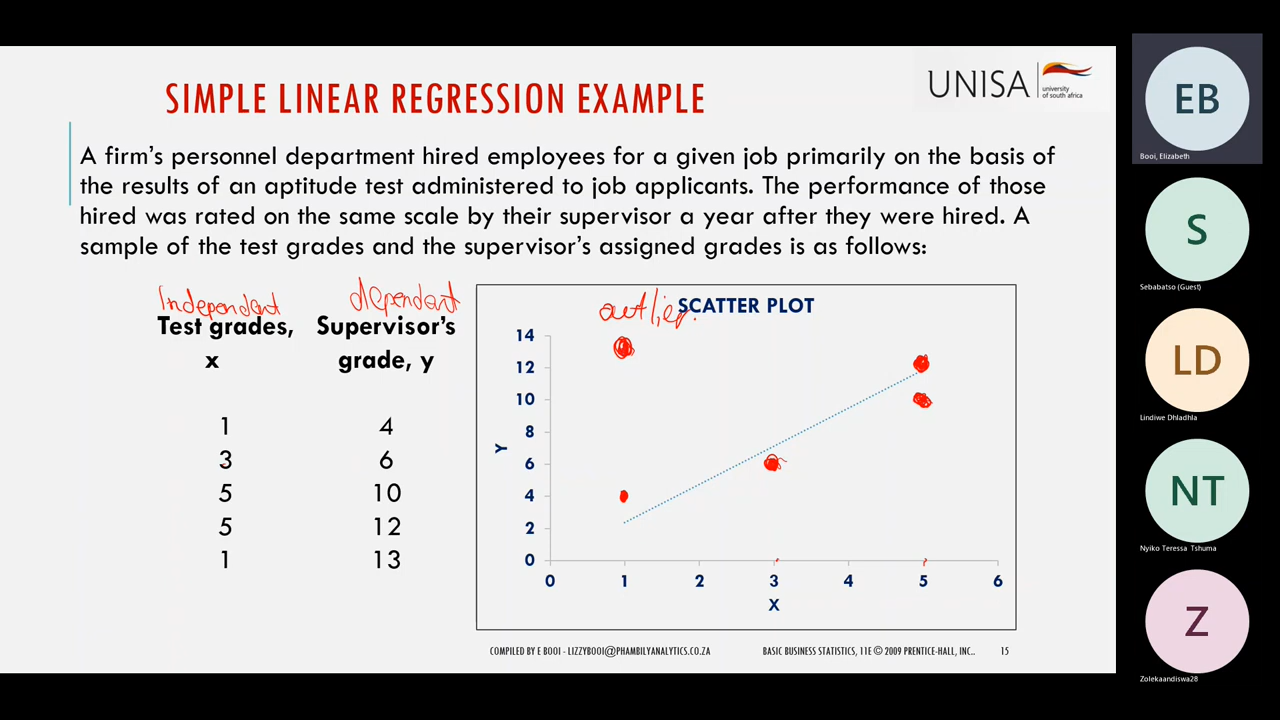 SIMPLE LINEAR REGRESSION EXAMPLE
UNISA
university
of south africa
A firm's personnel department hired employees for a given job primarily on the basis of
the results of an aptitude test administered to job applicants. The performance of those
hired was rated on the same scale by their supervisor a year after they were hired. A
sample of the test grades and the supervisor's assigned grades is as follows:
Independent dependent
Test grades, Supervisor's
x grade, y
1 4
3 6
5 10
5 12
1 13
outlier.
SCATTER PLOT
14
12
10
8
6
4
2
0
Y
0 1 2 3 4 5 6
X
COMPILED BY E BOOI - LIZZYBOOI@PHAMBILYANALYTICS.CO.ZA BASIC BUSINESS STATISTICS, 11E © 2009 PRENTICE-HALL, INC.. 15
EB
Booi, Elizabeth
S
Sebabatso (Guest)
LD
Lindiwe Dhladhla
NT
Nyiko Teressa Tshuma
Z
Zolekaandiswa28